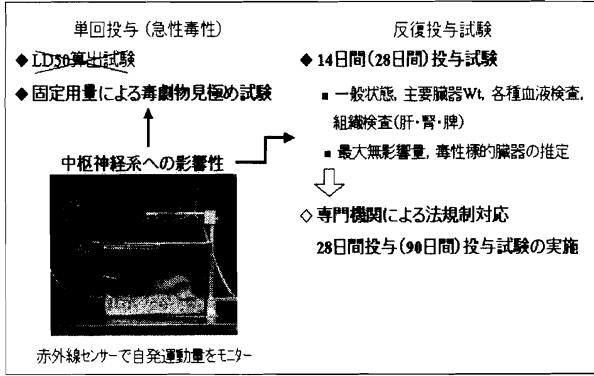 単回投与(急性毒性)
◆LD50算出試験
◆固定用量による毒劇物見極め試験
中枢神経系への影響性
赤外線センサーで自発運動量をモニター
反復投与試験
◆14日間(28日間)投与試験
■一般状態, 主要臓器Wt, 各種血液検査,
組織検査(肝・腎・脾)
■最大無影響量, 毒性標的臓器の推定
◇専門機関による法規制対応
28日間投与(90日間)投与試験の実施